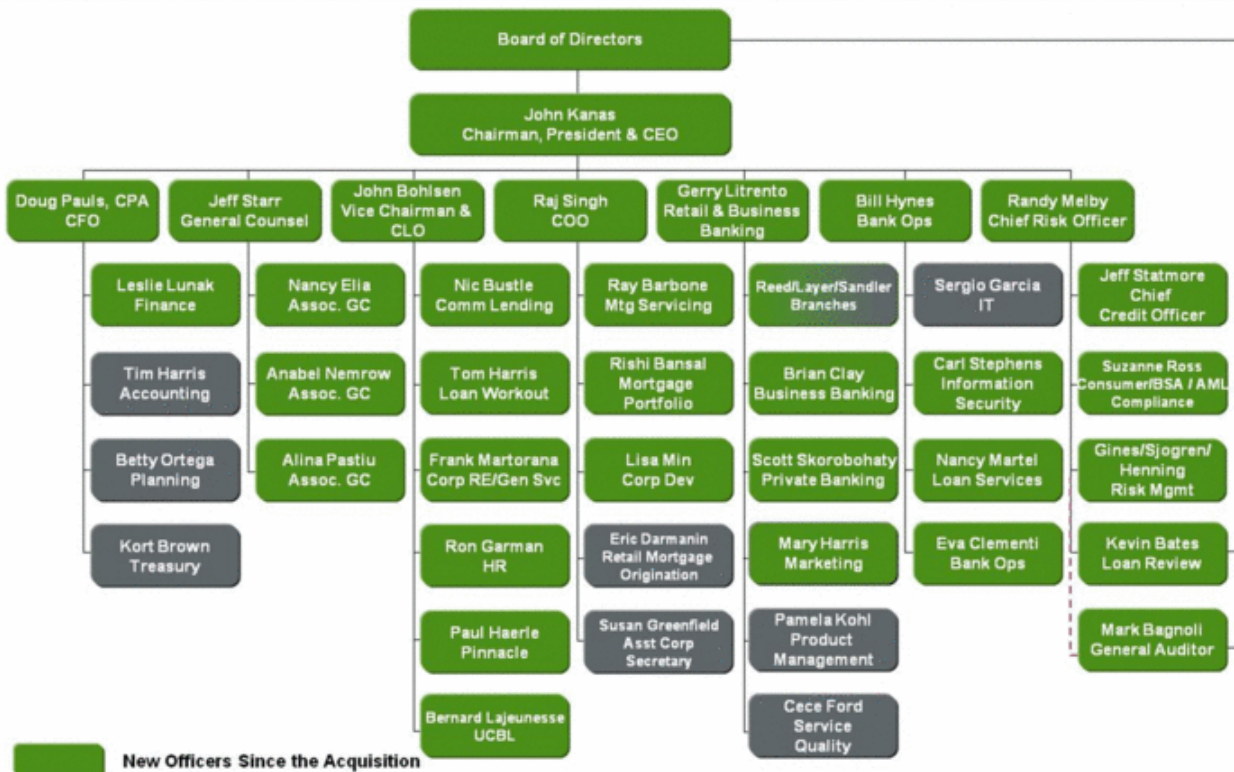 Board of Directors
John Kanas
Chairman, President & CEO
Doug Pauls, CPA
CFO
Jeff Starr
General Counsel
John Bohlsen
Vice Chairman &
CLO
Raj Singh
COO
Gerry Litrento
Retail & Business
Banking
Bill Hynes
Bank Ops
Randy Melby
Chief Risk Officer
Leslie Lunak
Finance
Nancy Elia
Assoc. GC
Nic Bustle
Comm Lending
Ray Barbone
Mtg Servicing
Reed/Layer/Sandler
Branches
Sergio Garcia
IT
Jeff Statmore
Chief
Credit Officer
Tim Harris
Accounting
Anabel Nemrow
Assoc. GC
Tom Harris
Loan Workout
Rishi Bansal
Mortgage
Portfolio
Brian Clay
Business Banking
Carl Stephens
Information
Security
Suzanne Ross
Consumer/BSA / AML
Compliance
Betty Ortega
Planning
Alina Pastiu
Assoc. GC
Frank Martorana
Corp RE/Gen Svc
Lisa Min
Corp Dev
Scott Skorobohaty
Private Banking
Nancy Martel
Loan Services
Gines/Sjogren/
Henning
Risk Mgmt
Kort Brown
Treasury
Ron Garman
HR
Eric Darmanin
Retail Mortgage
Origination
Mary Harris
Marketing
Eva Clementi
Bank Ops
Kevin Bates
Loan Review
Paul Haerle
Pinnacle
Susan Greenfield
Asst Corp
Secretary
Pamela Kohl
Product
Management
Mark Bagnoli
General Auditor
Bernard Lajeunesse
UCBL
Cece Ford
Service
Quality
New Officers Since the Acquisition